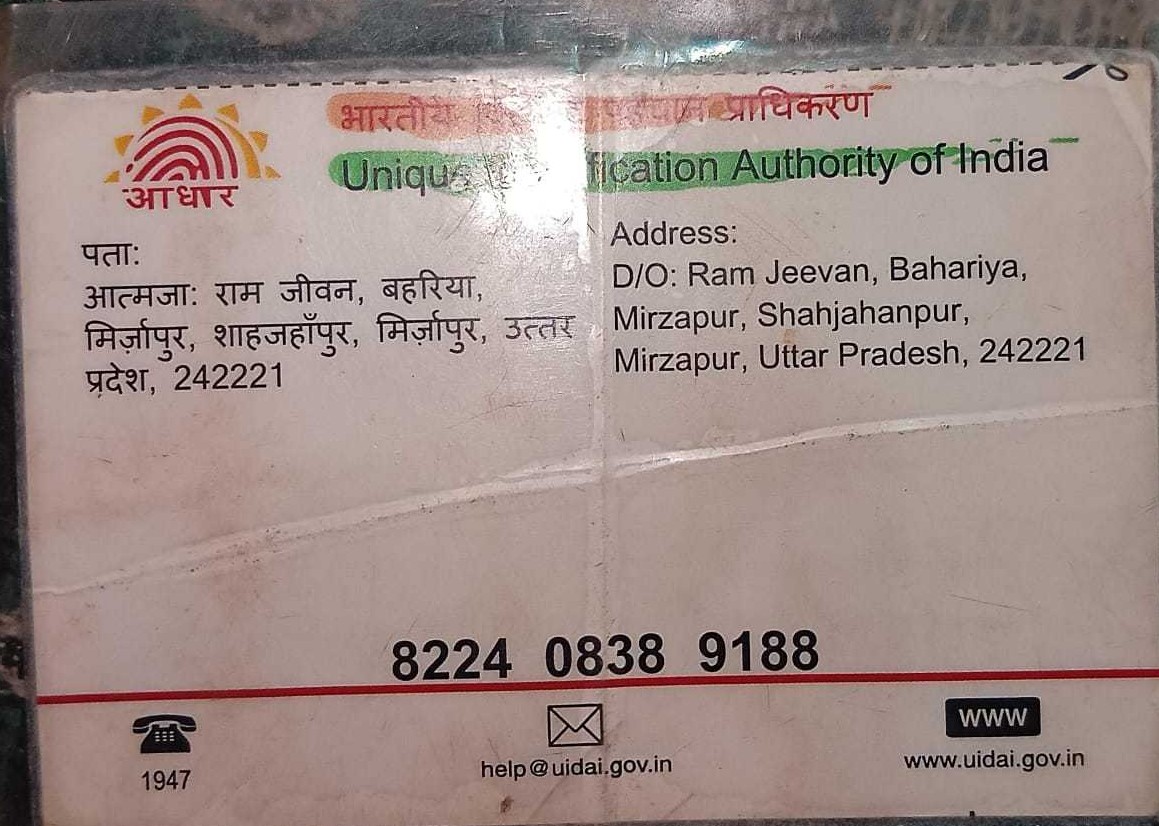 आधार
भारतीय प्राधिकरण
Unique Authority of India
पता:
आत्मजा: राम जीवन, बहरिया,
मिर्ज़ापुर, शाहजहाँपुर, मिर्ज़ापुर, उत्तर
प्रदेश, 242221
Address:
D/O: Ram Jeevan, Bahariya,
Mirzapur, Shahjahanpur,
Mirzapur, Uttar Pradesh, 242221
8224 0838 9188
1947
help@uidai.gov.in
www
www.uidai.gov.in